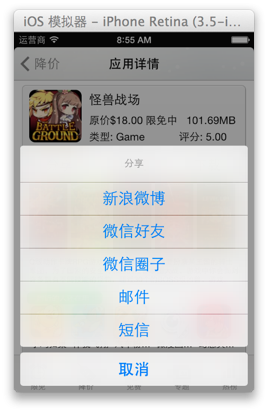 iOS 模拟器 – iPhone Retina (3.5-i...
运营商
8:55 AM
降价
应用详情
怪兽战场
原价$18.00 限免中 101.69MB
类型: Game 评分: 5.00
BATTLE
GROUND
分享
新浪微博
微信好友
微信圈子
邮件
短信
取消